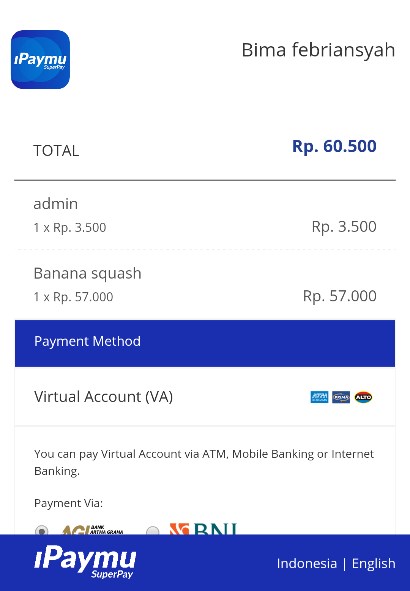 iPaymu
SuperPay
Bima febriansyah
TOTAL
Rp. 60.500
admin
1 x Rp. 3.500
Rp. 3.500
Banana squash
1 x Rp. 57.000
Rp. 57.000
Payment Method
Virtual Account (VA)
ALTO
You can pay Virtual Account via ATM, Mobile Banking or Internet
Banking.
Payment Via:
AGI BANK
ARTHA GRAHA
BNI
iPaymu
SuperPay
Indonesia | English